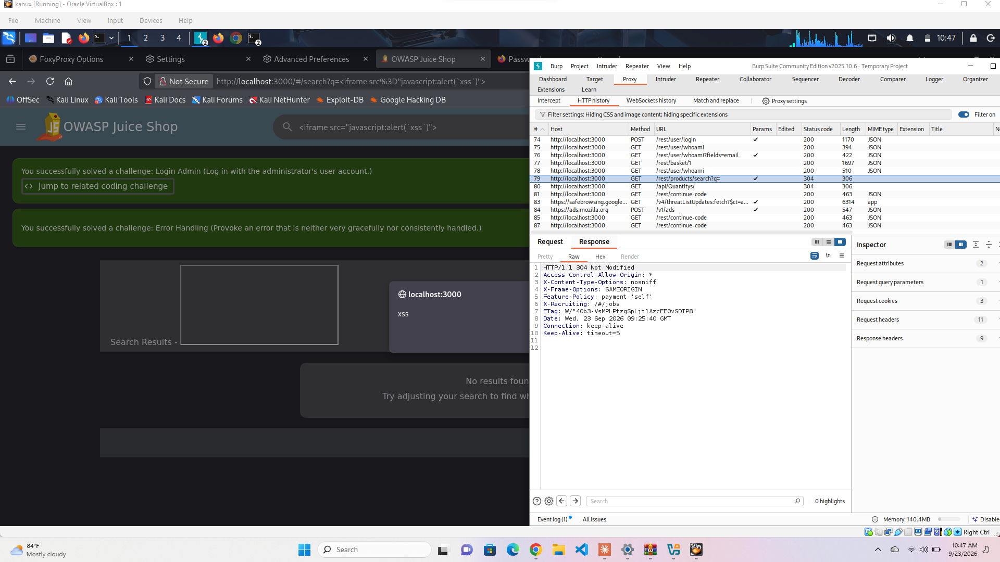 kanux [Running] - Oracle VirtualBox : 1
File Machine View Input Devices Help
1 2 3 4 2 2 10:47
FoxyProxy Options
Settings
Advanced Preferences
OWASP Juice Shop
Not Secure http://localhost:3000/#/search?q=<iframe src%3D"javascript:alert(`xss`)">
OffSec Kali Linux Kali Tools Kali Docs Kali Forums Kali NetHunter Exploit-DB Google Hacking DB
OWASP Juice Shop
<iframe src="javascript:alert(`xss`)">
You successfully solved a challenge: Login Admin (Log in with the administrator's user account.)
<> Jump to related coding challenge
You successfully solved a challenge: Error Handling (Provoke an error that is neither very gracefully nor consistently handled.)
Search Results -
localhost:3000
xss
No results foun
Try adjusting your search to find wh
Burp Project Intruder Repeater View Help Burp Suite Community Edition v2025.10.6 - Temporary Project
Dashboard Target Proxy Intruder Repeater Collaborator Sequencer Decoder Comparer Logger Organizer
Extensions Learn
Intercept HTTP history WebSockets history Match and replace Proxy settings
Filter settings: Hiding CSS and image content; hiding specific extensions Filter on
# Host Method URL Params Edited Status code Length MIME type Extension Title
74 http://localhost:3000 POST /rest/user/login ✓ 200 1170 JSON
75 http://localhost:3000 GET /rest/user/whoami 200 394 JSON
76 http://localhost:3000 GET /rest/user/whoami?fields=email ✓ 200 422 JSON
77 http://localhost:3000 GET /rest/basket/1 200 1697 JSON
78 http://localhost:3000 GET /rest/user/whoami 200 510 JSON
79 http://localhost:3000 GET /rest/products/search?q= ✓ 304 306
80 http://localhost:3000 GET /api/Quantitys/ 304 306
81 http://localhost:3000 GET /rest/continue-code 200 463 JSON
83 https://safebrowsing.google... GET /v4/threatListUpdates:fetch?$ct=a... ✓ 200 6314 app
84 https://ads.mozilla.org POST /v1/ads ✓ 200 547 JSON
85 http://localhost:3000 GET /rest/continue-code 200 463 JSON
87 http://localhost:3000 GET /rest/continue-code 200 463 JSON
Request Response
Pretty Raw Hex Render \n
1 HTTP/1.1 304 Not Modified
2 Access-Control-Allow-Origin: *
3 X-Content-Type-Options: nosniff
4 X-Frame-Options: SAMEORIGIN
5 Feature-Policy: payment 'self'
6 X-Recruiting: /#/jobs
7 ETag: W/"40b3-VsMPLPtzgSpLjt1AzcEE0vSDIP8"
8 Date: Wed, 23 Sep 2026 09:25:40 GMT
9 Connection: keep-alive
10 Keep-Alive: timeout=5
11
12
Inspector
Request attributes 2
Request query parameters 1
Request cookies 3
Request headers 11
Response headers 9
Search 0 highlights
Event log (1) All issues Memory: 140.4MB Disable
Right Ctrl
84°F
Mostly cloudy
Search
10:47 AM
9/23/2026